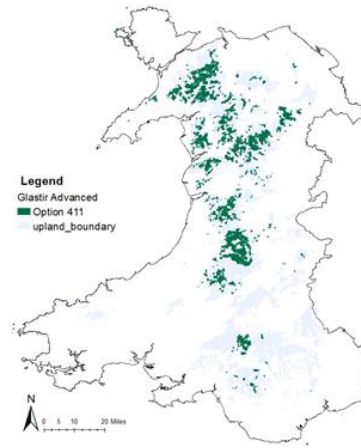 Legend
Glastir Advanced
Option 411
upland_boundary
N
0 5 10 20 Miles